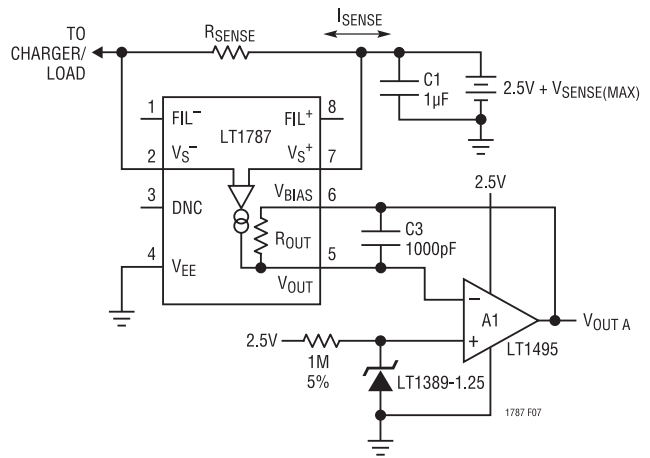 TO
CHARGER/
LOAD
RSENSE
ISENSE
C1
1µF
2.5V + VSENSE(MAX)
1
FIL–
FIL+
8
LT1787
2
VS–
VS+
7
3
DNC
VBIAS
6
ROUT
4
VEE
VOUT
5
C3
1000pF
2.5V
–
A1
+
LT1495
VOUT A
2.5V
1M
5%
LT1389-1.25
1787 F07